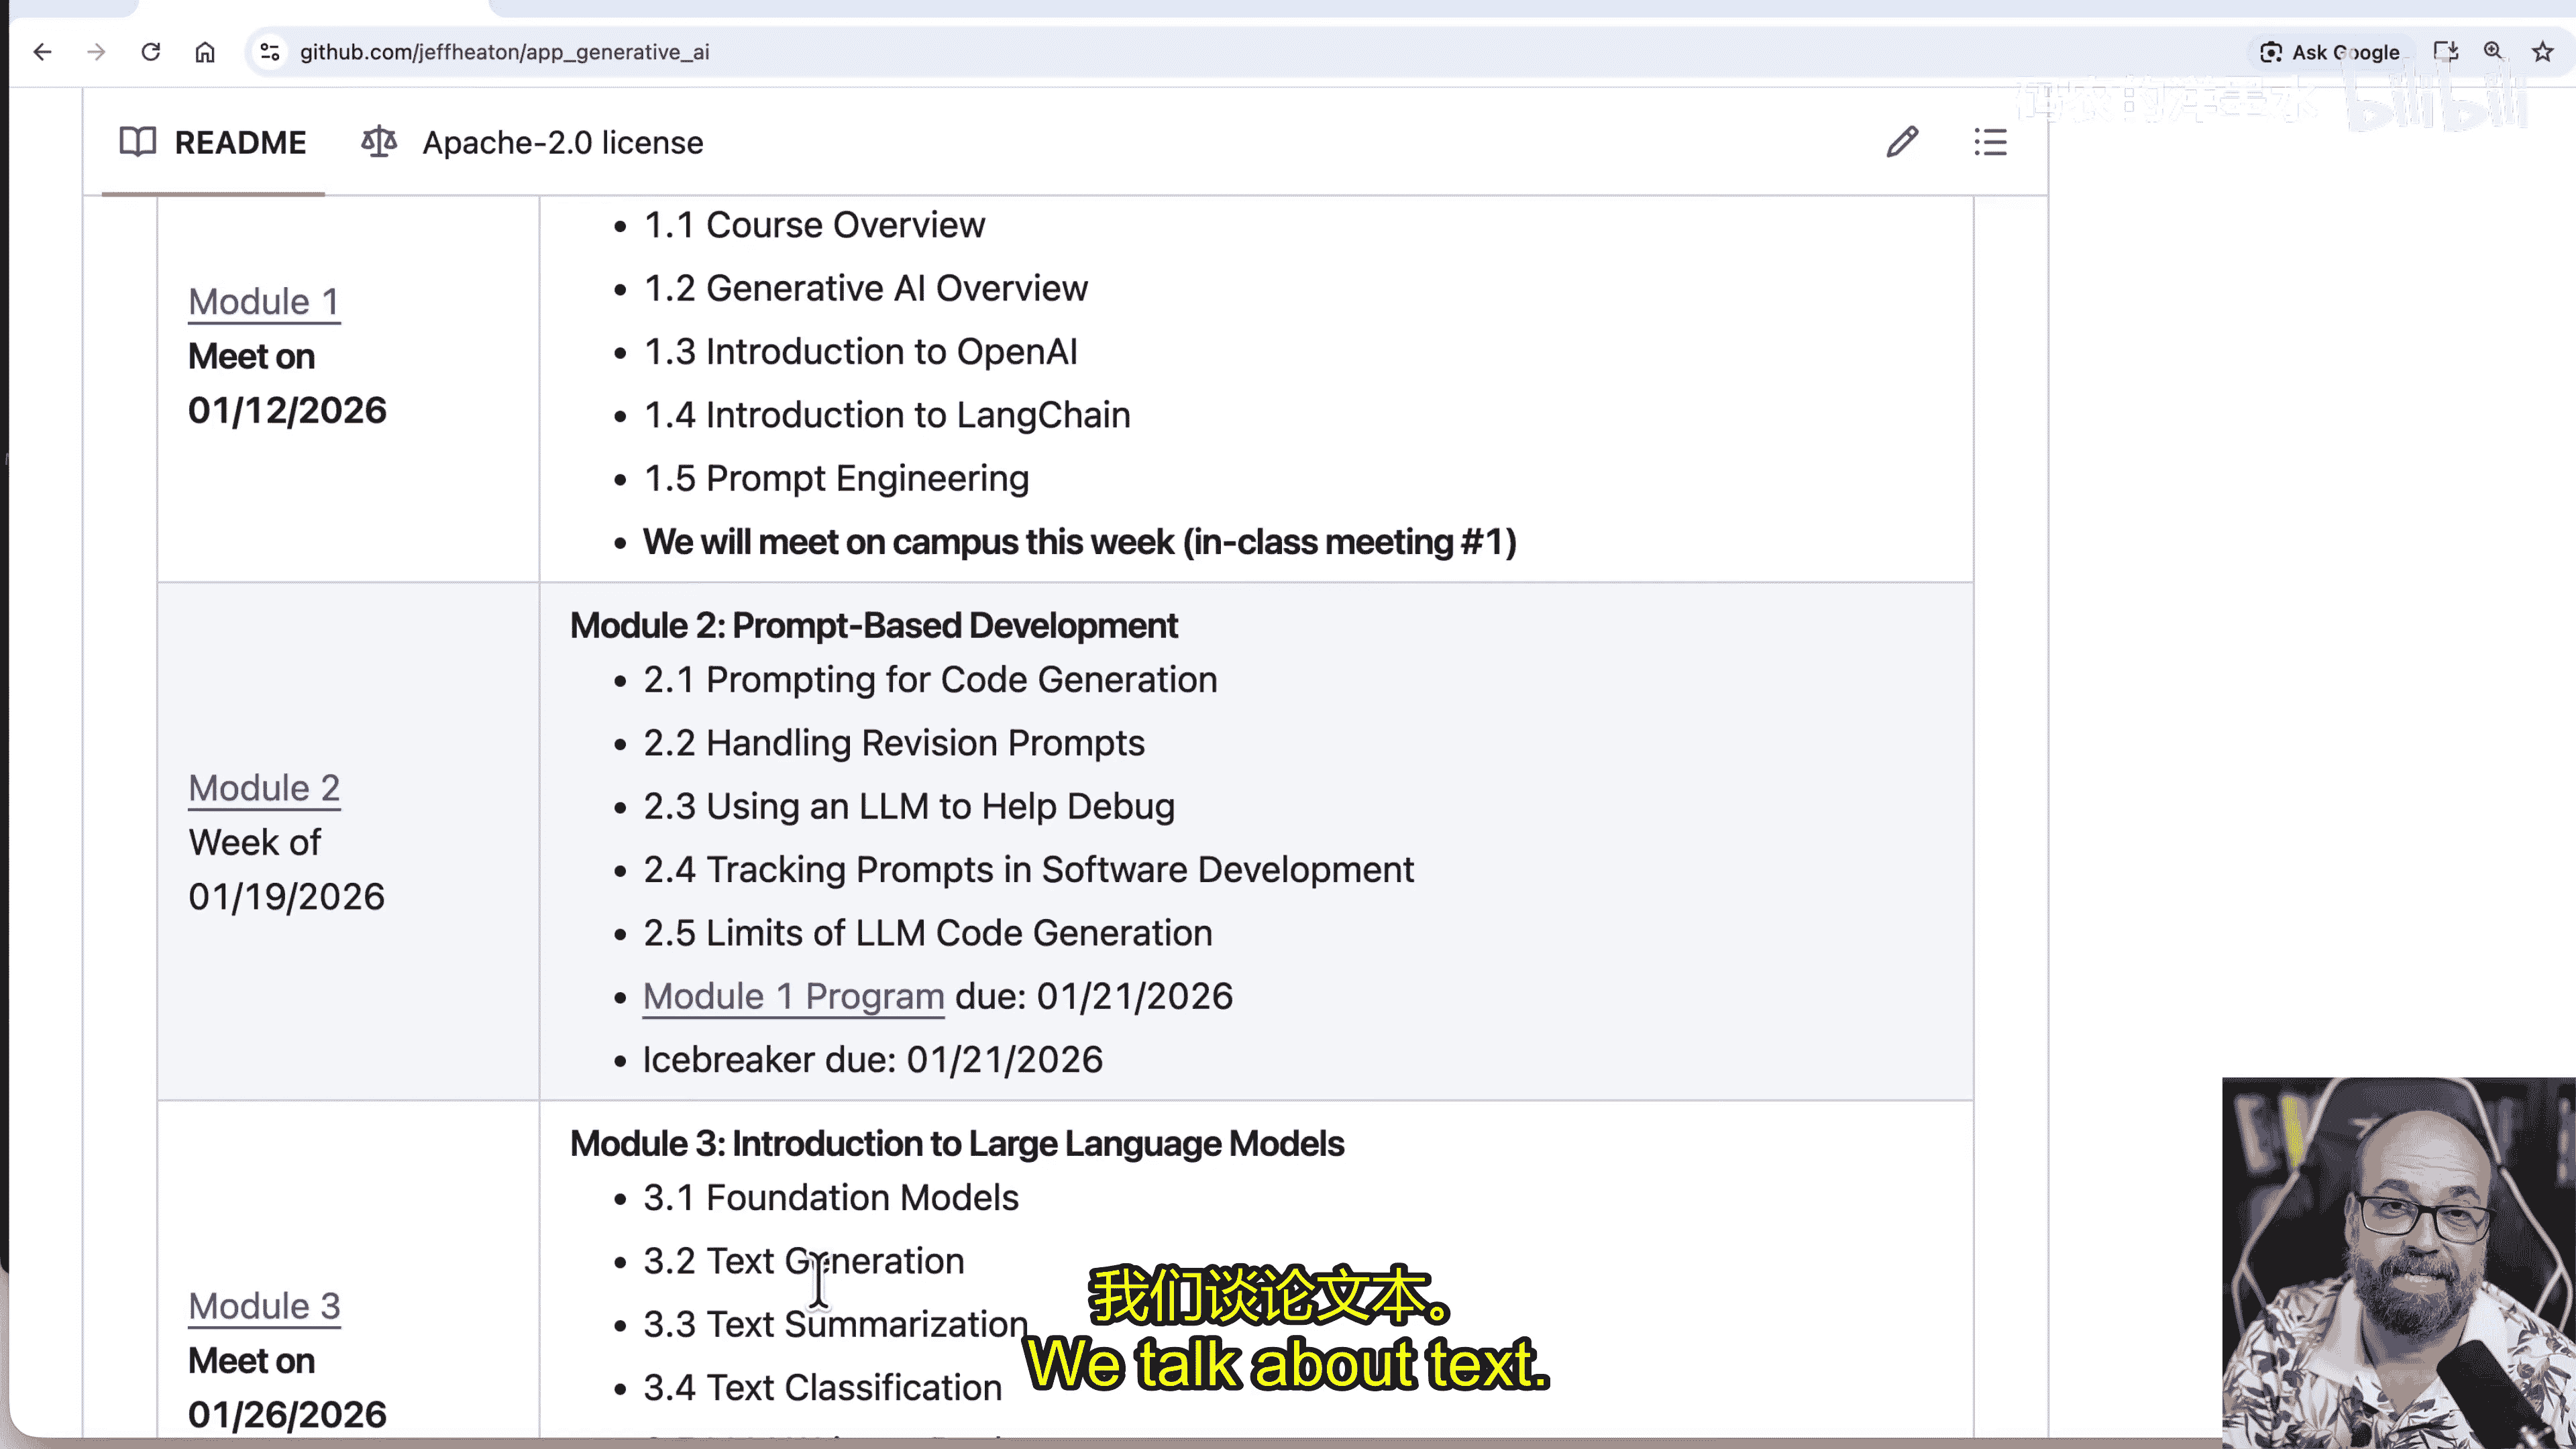 github.com/jeffheaton/app_generative_ai
Ask Google
码农的洋墨水 bilibili
README Apache-2.0 license
Module 1
Meet on
01/12/2026
1.1 Course Overview
1.2 Generative AI Overview
1.3 Introduction to OpenAI
1.4 Introduction to LangChain
1.5 Prompt Engineering
We will meet on campus this week (in-class meeting #1)
Module 2
Week of
01/19/2026
Module 2: Prompt-Based Development
2.1 Prompting for Code Generation
2.2 Handling Revision Prompts
2.3 Using an LLM to Help Debug
2.4 Tracking Prompts in Software Development
2.5 Limits of LLM Code Generation
Module 1 Program due: 01/21/2026
Icebreaker due: 01/21/2026
Module 3
Meet on
01/26/2026
Module 3: Introduction to Large Language Models
3.1 Foundation Models
3.2 Text Generation
3.3 Text Summarization
3.4 Text Classification
我们谈论文本。
We talk about text.